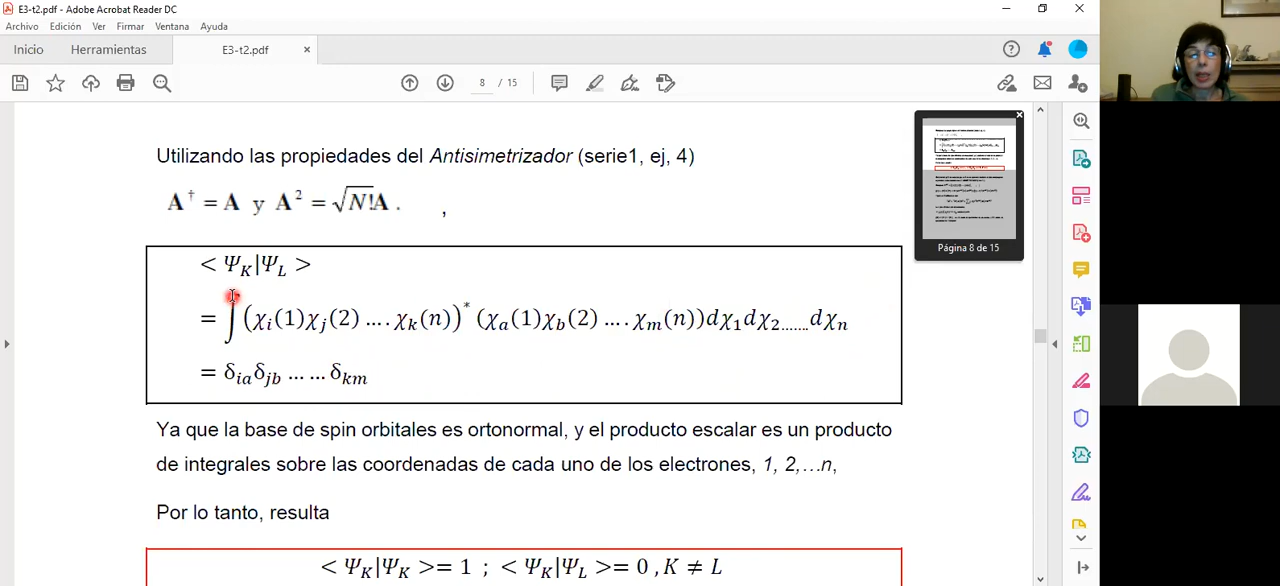 E3-t2.pdf - Adobe Acrobat Reader DC
Archivo Edición Ver Firmar Ventana Ayuda
Inicio Herramientas E3-t2.pdf ×
8 / 15
Utilizando las propiedades del Antisimetrizador (serie1, ej, 4)
A† = A y A² = √N!A . ,
< Ψ_K|Ψ_L >
= ∫(χ_i(1)χ_j(2) .... χ_k(n))* (χ_a(1)χ_b(2) .... χ_m(n))dχ_1dχ_2.......dχ_n
= δ_iaδ_jb ... ... δ_km
Ya que la base de spin orbitales es ortonormal, y el producto escalar es un producto
de integrales sobre las coordenadas de cada uno de los electrones, 1, 2,...n,
Por lo tanto, resulta
< Ψ_K|Ψ_K >= 1 ; < Ψ_K|Ψ_L >= 0 , K ≠ L
Página 8 de 15